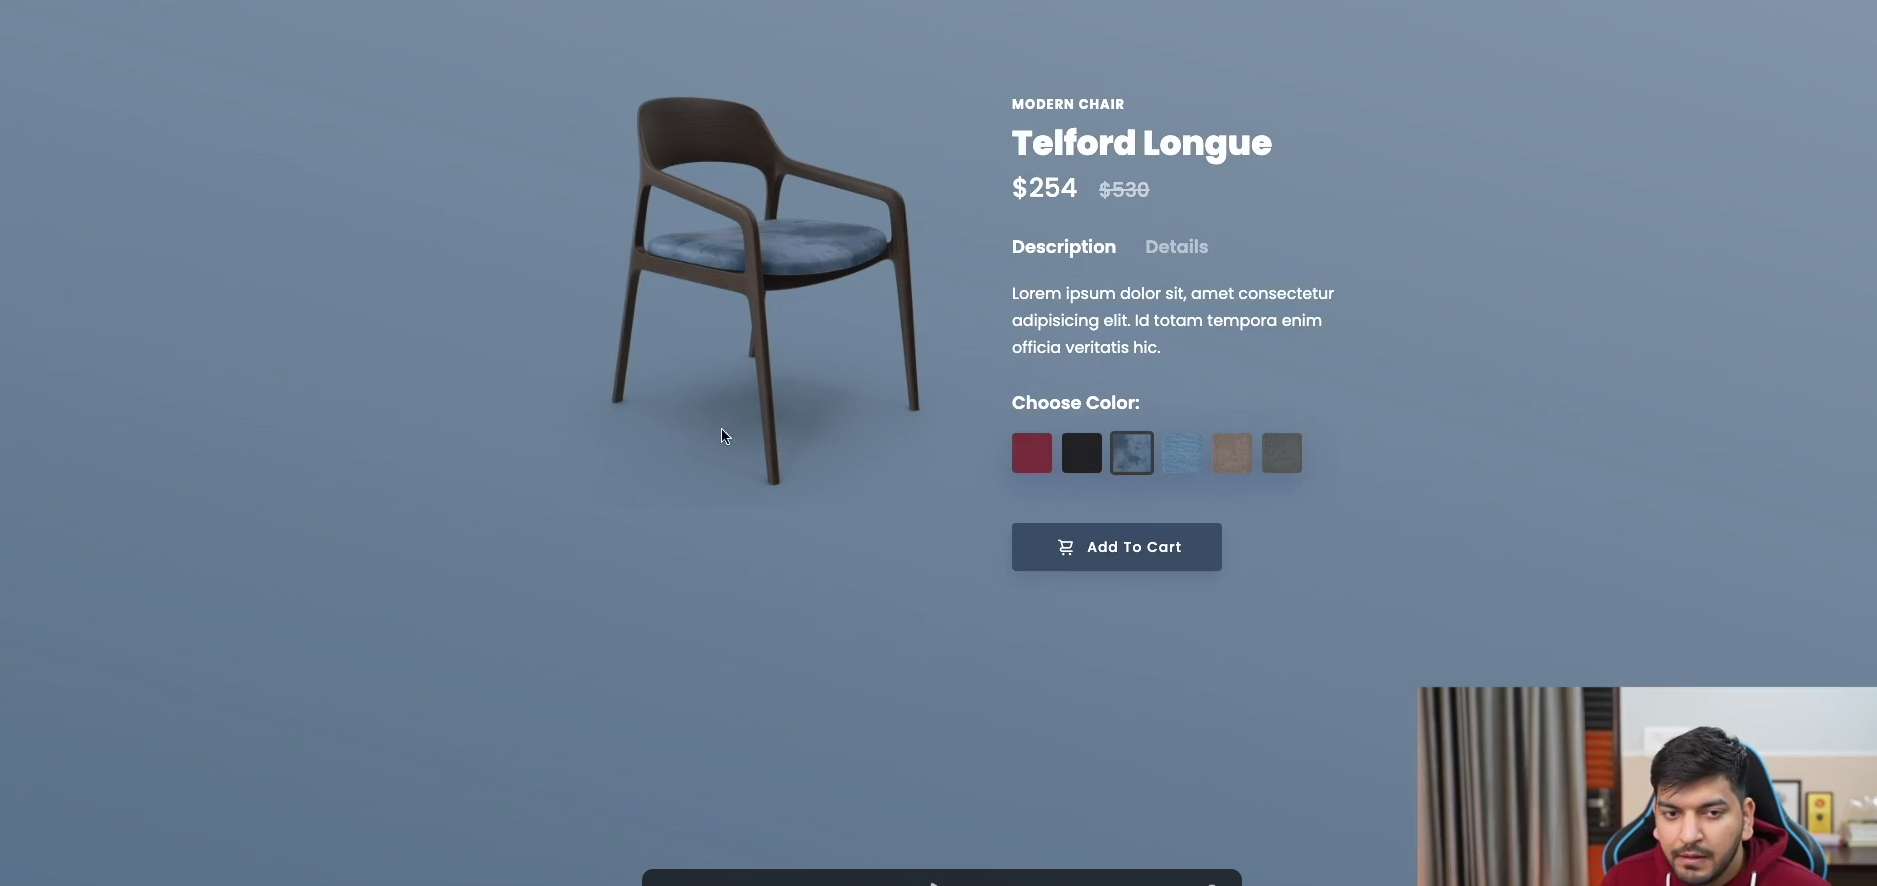 MODERN CHAIR
Telford Longue
$254 $530
Description Details
Lorem ipsum dolor sit, amet consectetur
adipisicing elit. Id totam tempora enim
officia veritatis hic.
Choose Color:
Add To Cart